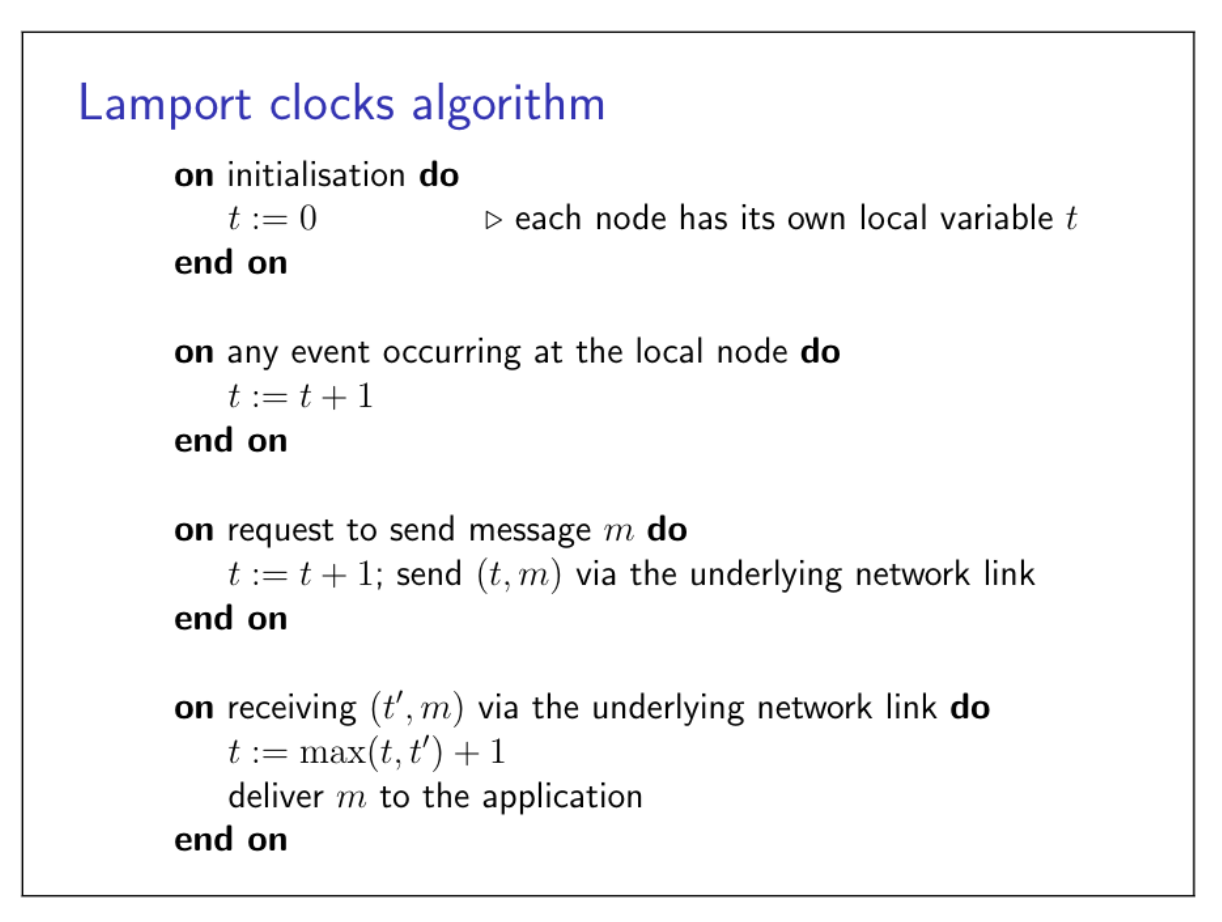 Lamport clocks algorithm
on initialisation do
t := 0 ▷ each node has its own local variable t
end on
on any event occurring at the local node do
t := t + 1
end on
on request to send message m do
t := t + 1; send (t, m) via the underlying network link
end on
on receiving (t′, m) via the underlying network link do
t := max(t, t′) + 1
deliver m to the application
end on